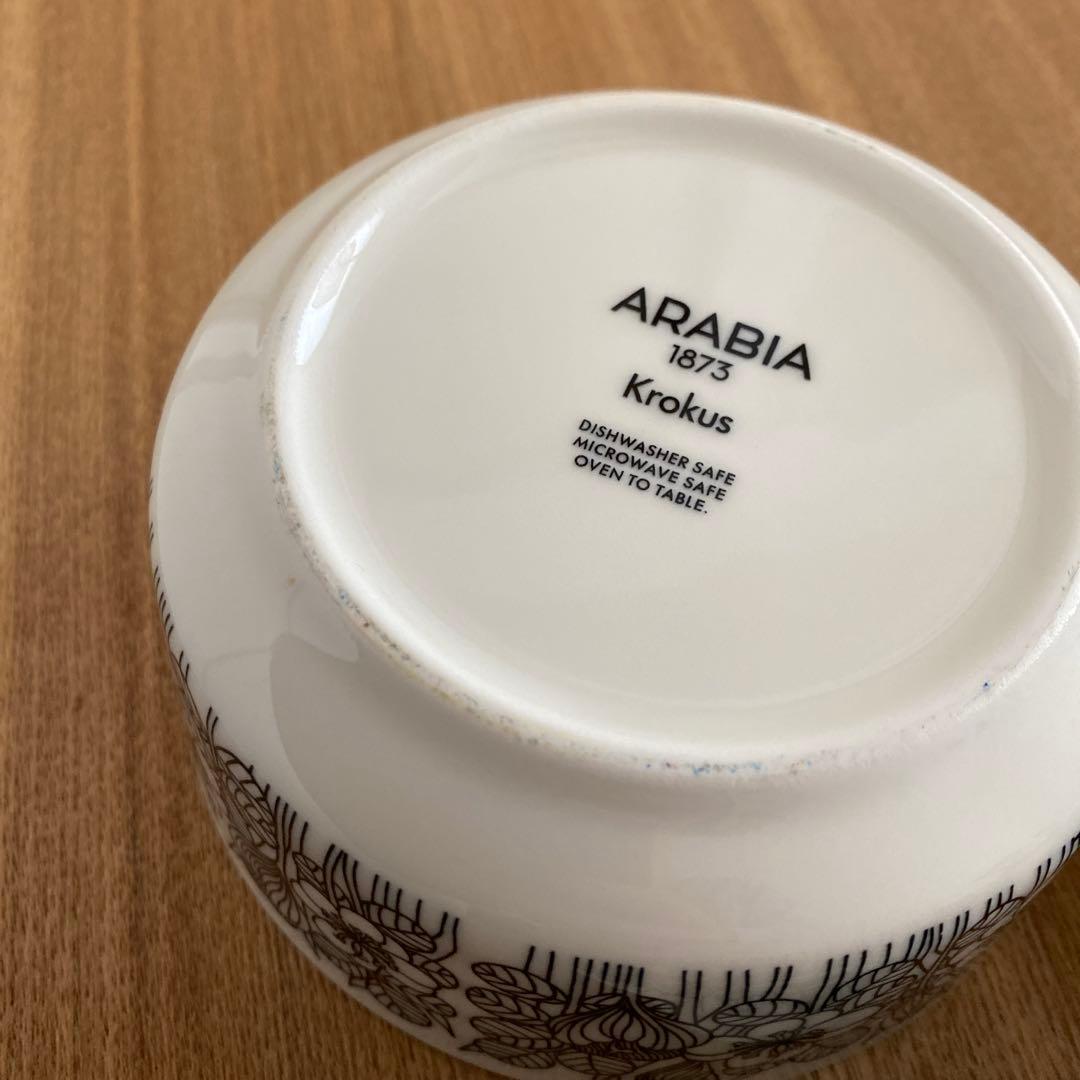 ARABIA
1873
Krokus
DISHWASHER SAFE
MICROWAVE SAFE
OVEN TO TABLE.